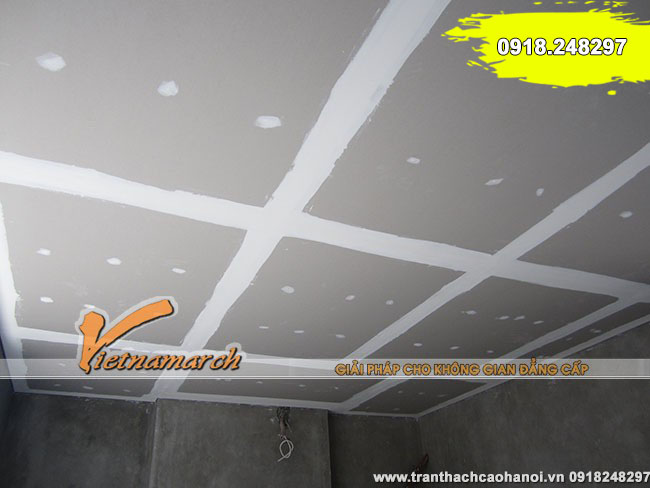 0918.248297
Vietnamarch
GIẢI PHÁP CHO KHÔNG GIAN ĐẲNG CẤP
www.tranthachcaohanoi.vn 0918248297